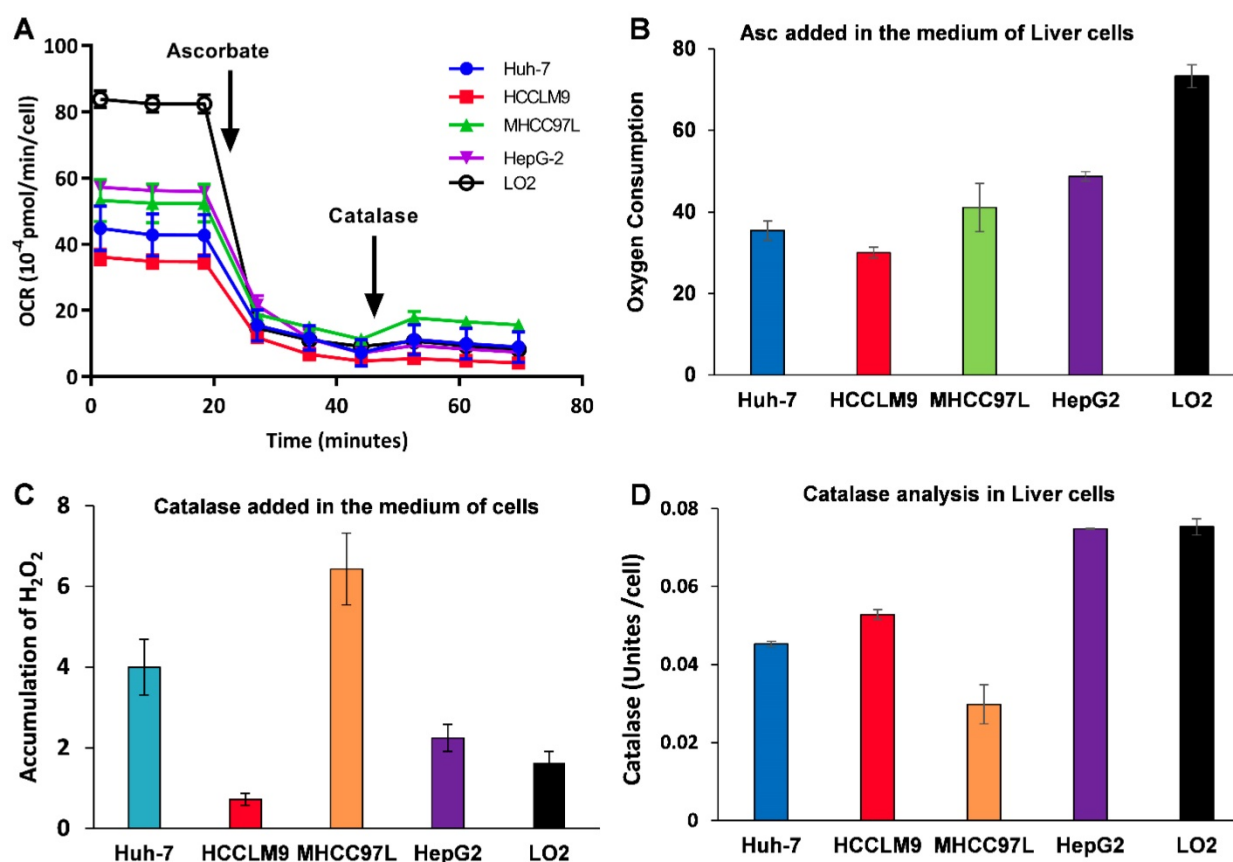 A
Ascorbate
Catalase
Huh-7
HCCLM9
MHCC97L
HepG-2
LO2
OCR (10-4 pmol/min/cell)
100
80
60
40
20
0
0 20 40 60 80
Time (minutes)
B
Asc added in the medium of Liver cells
Oxygen Consumption
80
60
40
20
0
Huh-7 HCCLM9 MHCC97L HepG2 LO2
C
Catalase added in the medium of cells
Accumulation of H2O2
8
6
4
2
0
Huh-7 HCCLM9 MHCC97L HepG2 LO2
D
Catalase analysis in Liver cells
Catalase (Unites /cell)
0.08
0.06
0.04
0.02
0
Huh-7 HCCLM9 MHCC97L HepG2 LO2